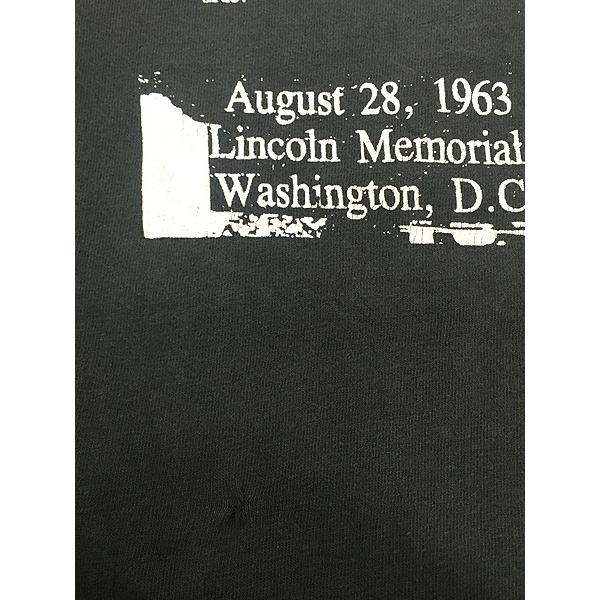 August 28, 1963
Lincoln Memorial
Washington, D.C